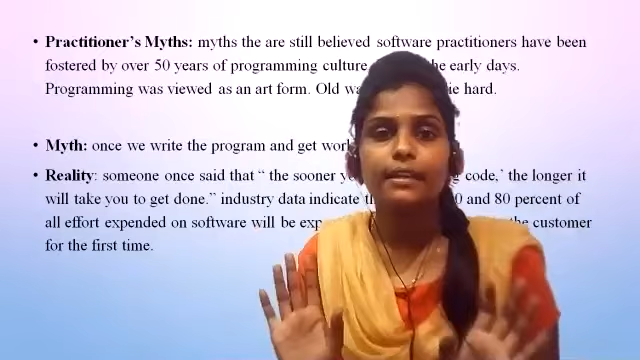 Practitioner's Myths: myths the are still believed software practitioners have been
fostered by over 50 years of programming culture he early days.
Programming was viewed as an art form. Old wa ie hard.
Myth: once we write the program and get work
Reality: someone once said that “ the sooner y g code,’ the longer it
will take you to get done.” industry data indicate t 0 and 80 percent of
all effort expended on software will be exp the customer
for the first time.